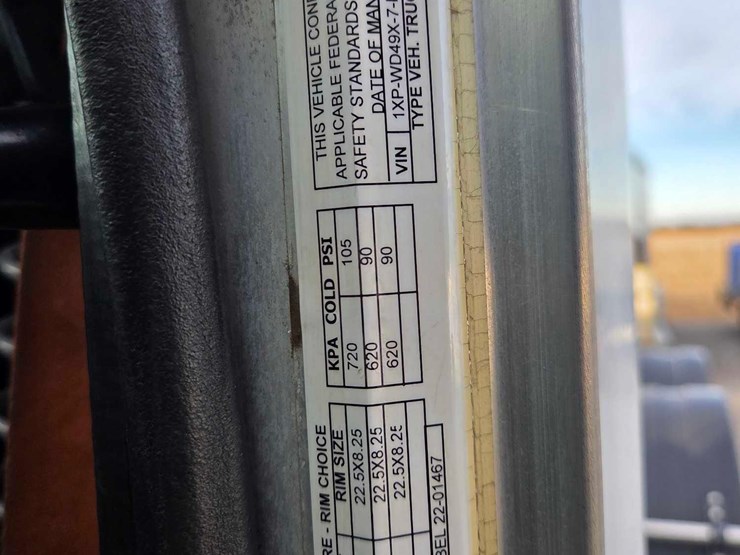 RE - RIM CHOICE
RIM SIZE
22.5X8.25
22.5X8.25
22.5X8.25
BEL 22-01467
KPA COLD PSI
720 105
620 90
620 90
THIS VEHICLE CON
APPLICABLE FEDERA
SAFETY STANDARDS
DATE OF MAN
VIN 1XP-WD49X-7-
TYPE VEH. TRUC